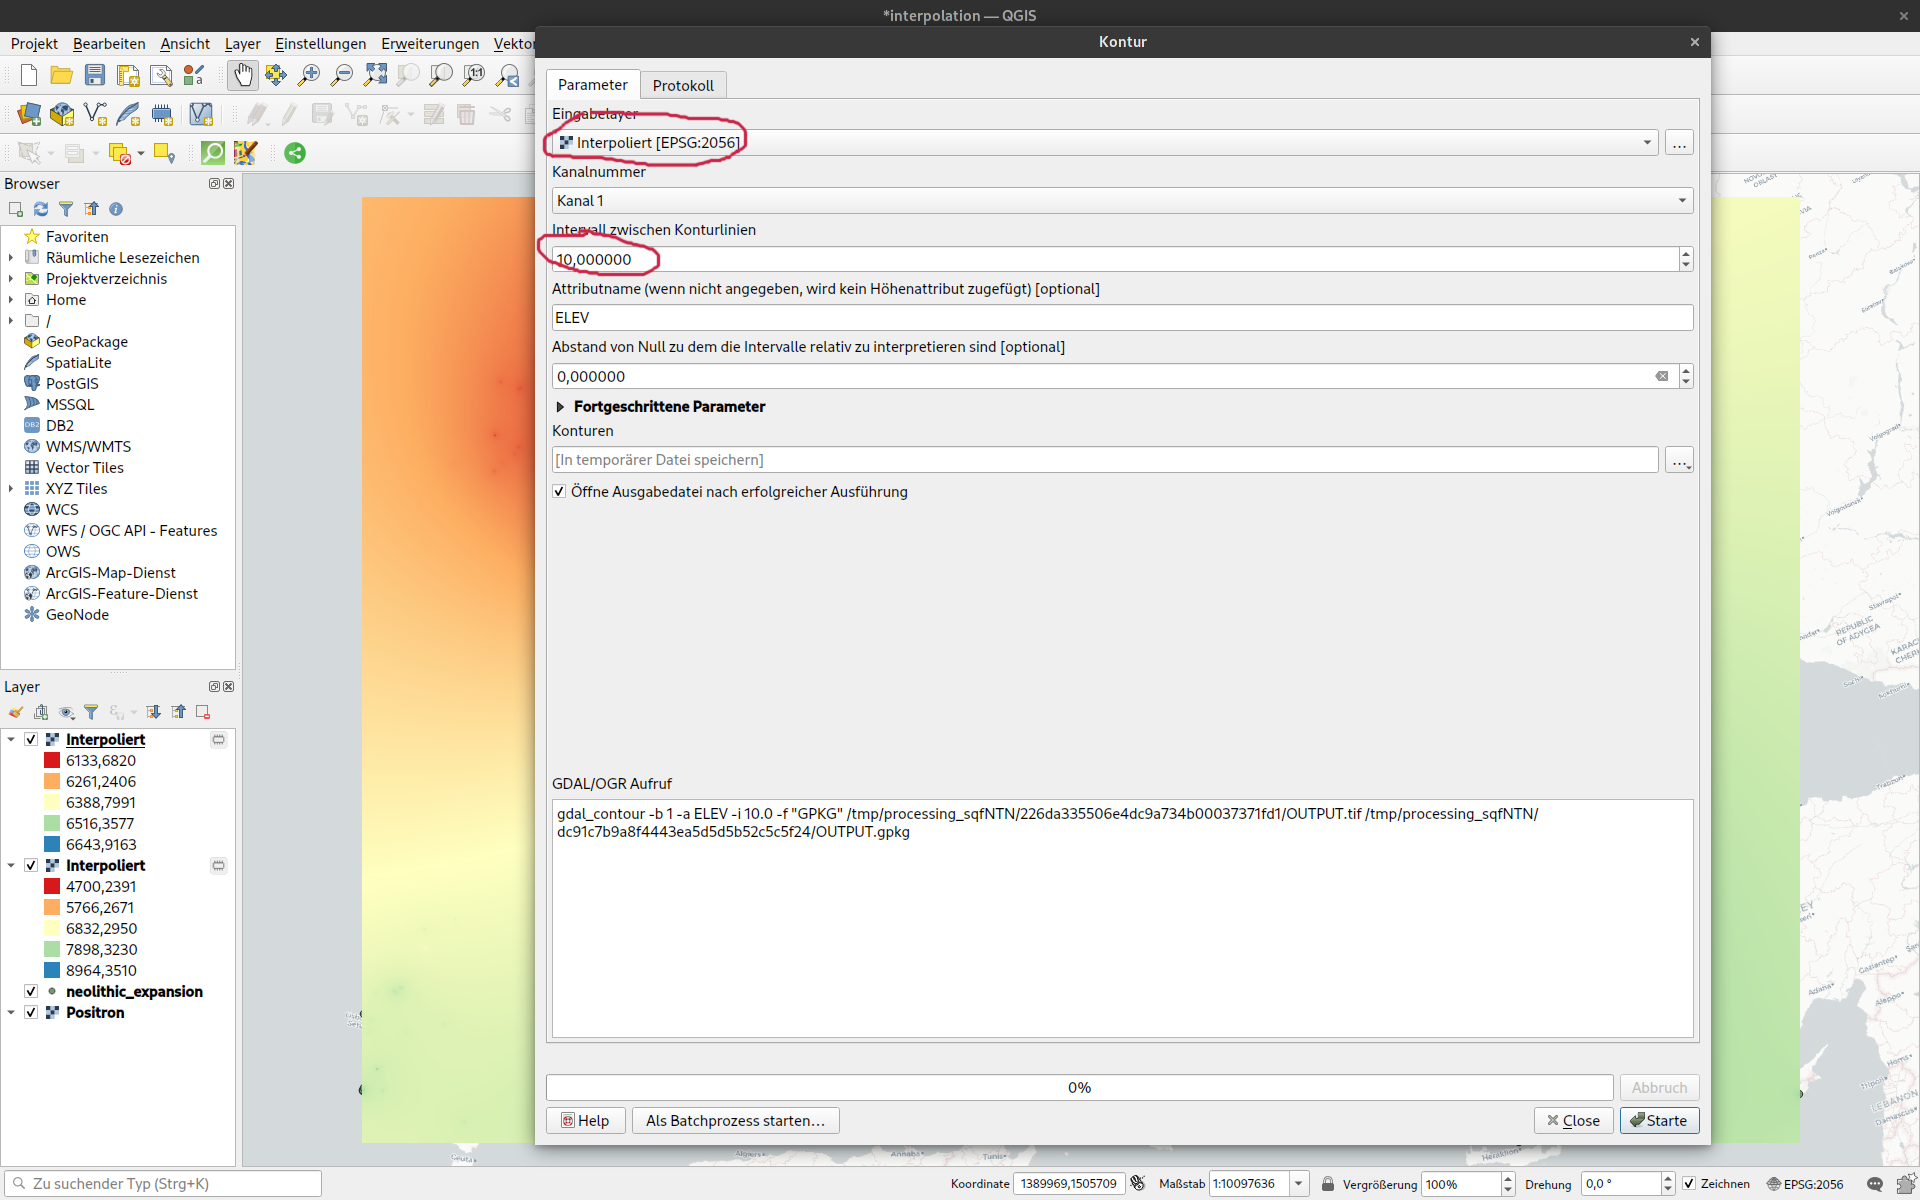 *interpolation — QGIS
Projekt Bearbeiten Ansicht Layer Einstellungen Erweiterungen Vektor
Kontur
Parameter Protokoll
Eingabelayer
Interpoliert [EPSG:2056]
...
Kanalnummer
Kanal 1
Intervall zwischen Konturlinien
10,000000
Attributname (wenn nicht angegeben, wird kein Höhenattribut zugefügt) [optional]
ELEV
Abstand von Null zu dem die Intervalle relativ zu interpretieren sind [optional]
0,000000
Fortgeschrittene Parameter
Konturen
[In temporärer Datei speichern]
...
Öffne Ausgabedatei nach erfolgreicher Ausführung
GDAL/OGR Aufruf
gdal_contour -b 1 -a ELEV -i 10.0 -f "GPKG" /tmp/processing_sqfNTN/226da335506e4dc9a734b00037371fd1/OUTPUT.tif /tmp/processing_sqfNTN/
dc91c7b9a8f4443ea5d5d5b52c5c5f24/OUTPUT.gpkg
0%
Abbruch
Help
Als Batchprozess starten...
Close
Starte
Browser
Favoriten
Räumliche Lesezeichen
Projektverzeichnis
Home
/
GeoPackage
SpatiaLite
PostGIS
MSSQL
DB2
WMS/WMTS
Vector Tiles
XYZ Tiles
WCS
WFS / OGC API - Features
OWS
ArcGIS-Map-Dienst
ArcGIS-Feature-Dienst
GeoNode
Layer
Interpoliert
6133,6820
6261,2406
6388,7991
6516,3577
6643,9163
Interpoliert
4700,2391
5766,2671
6832,2950
7898,3230
8964,3510
neolithic_expansion
Positron
REPUBLIC
OF ADYGEA
LEBANON
Zu suchender Typ (Strg+K)
Koordinate 1389969,1505709 Maßstab 1:10097636 Vergrößerung 100% Drehung 0,0 ° Zeichnen EPSG:2056